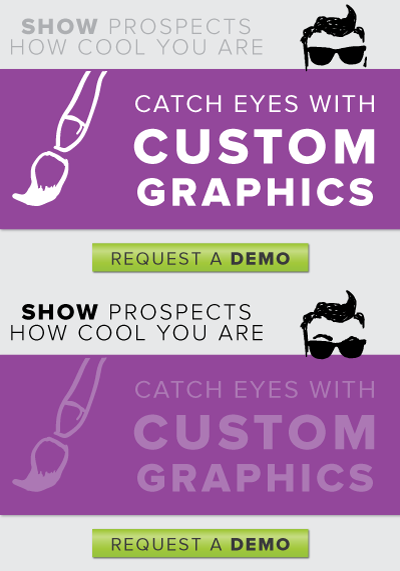 SHOW PROSPECTS
HOW COOL YOU ARE
CATCH EYES WITH
CUSTOM
GRAPHICS
REQUEST A DEMO
SHOW PROSPECTS
HOW COOL YOU ARE
CATCH EYES WITH
CUSTOM
GRAPHICS
REQUEST A DEMO